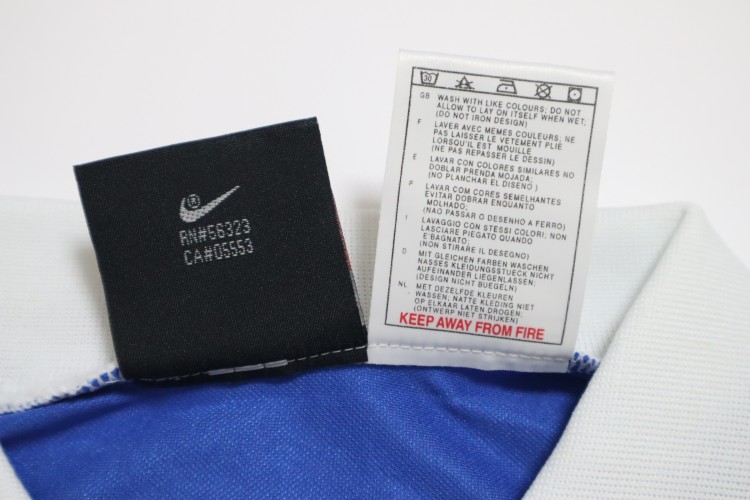 ®
RN#56323
CA#05553
30
GB WASH WITH LIKE COLOURS; DO NOT
ALLOW TO LAY ON ITSELF WHEN WET;
(DO NOT IRON DESIGN)
F LAVER AVEC MEMES COULEURS; NE
PAS LAISSER LE VETEMENT PLIÉ
LORSQU'IL EST MOUILLE
(NE PAS REPASSER LE DESSIN)
E LAVAR CON COLORES SIMILARES NO
DOBLAR PRENDA MOJADA;
(NO PLANCHAR EL DISENO )
P LAVAR COM CORES SEMELHANTES
EVITAR DOBRAR ENQUANTO
MOLHADO;
(NAO PASSAR O DESENHO A FERRO)
I LAVAGGIO CON STESSI COLORI; NON
LASCIARE PIEGATO QUANDO
E'BAGNATO;
(NON STIRARE IL DESEGNO)
D MIT GLEICHEN FARBEN WASCHEN
NASSES KLEIDUNGSSTUECK NICHT
AUFEINANDER LIEGENLASSEN;
(DESIGN NICHT BUEGELN)
NL MET DEZELFDE KLEUREN
WASSEN; NATTE KLEDING NIET
OP ELKAAR LATEN DROGEN;
(ONTWERP NIET STRIJKEN)
KEEP AWAY FROM FIRE